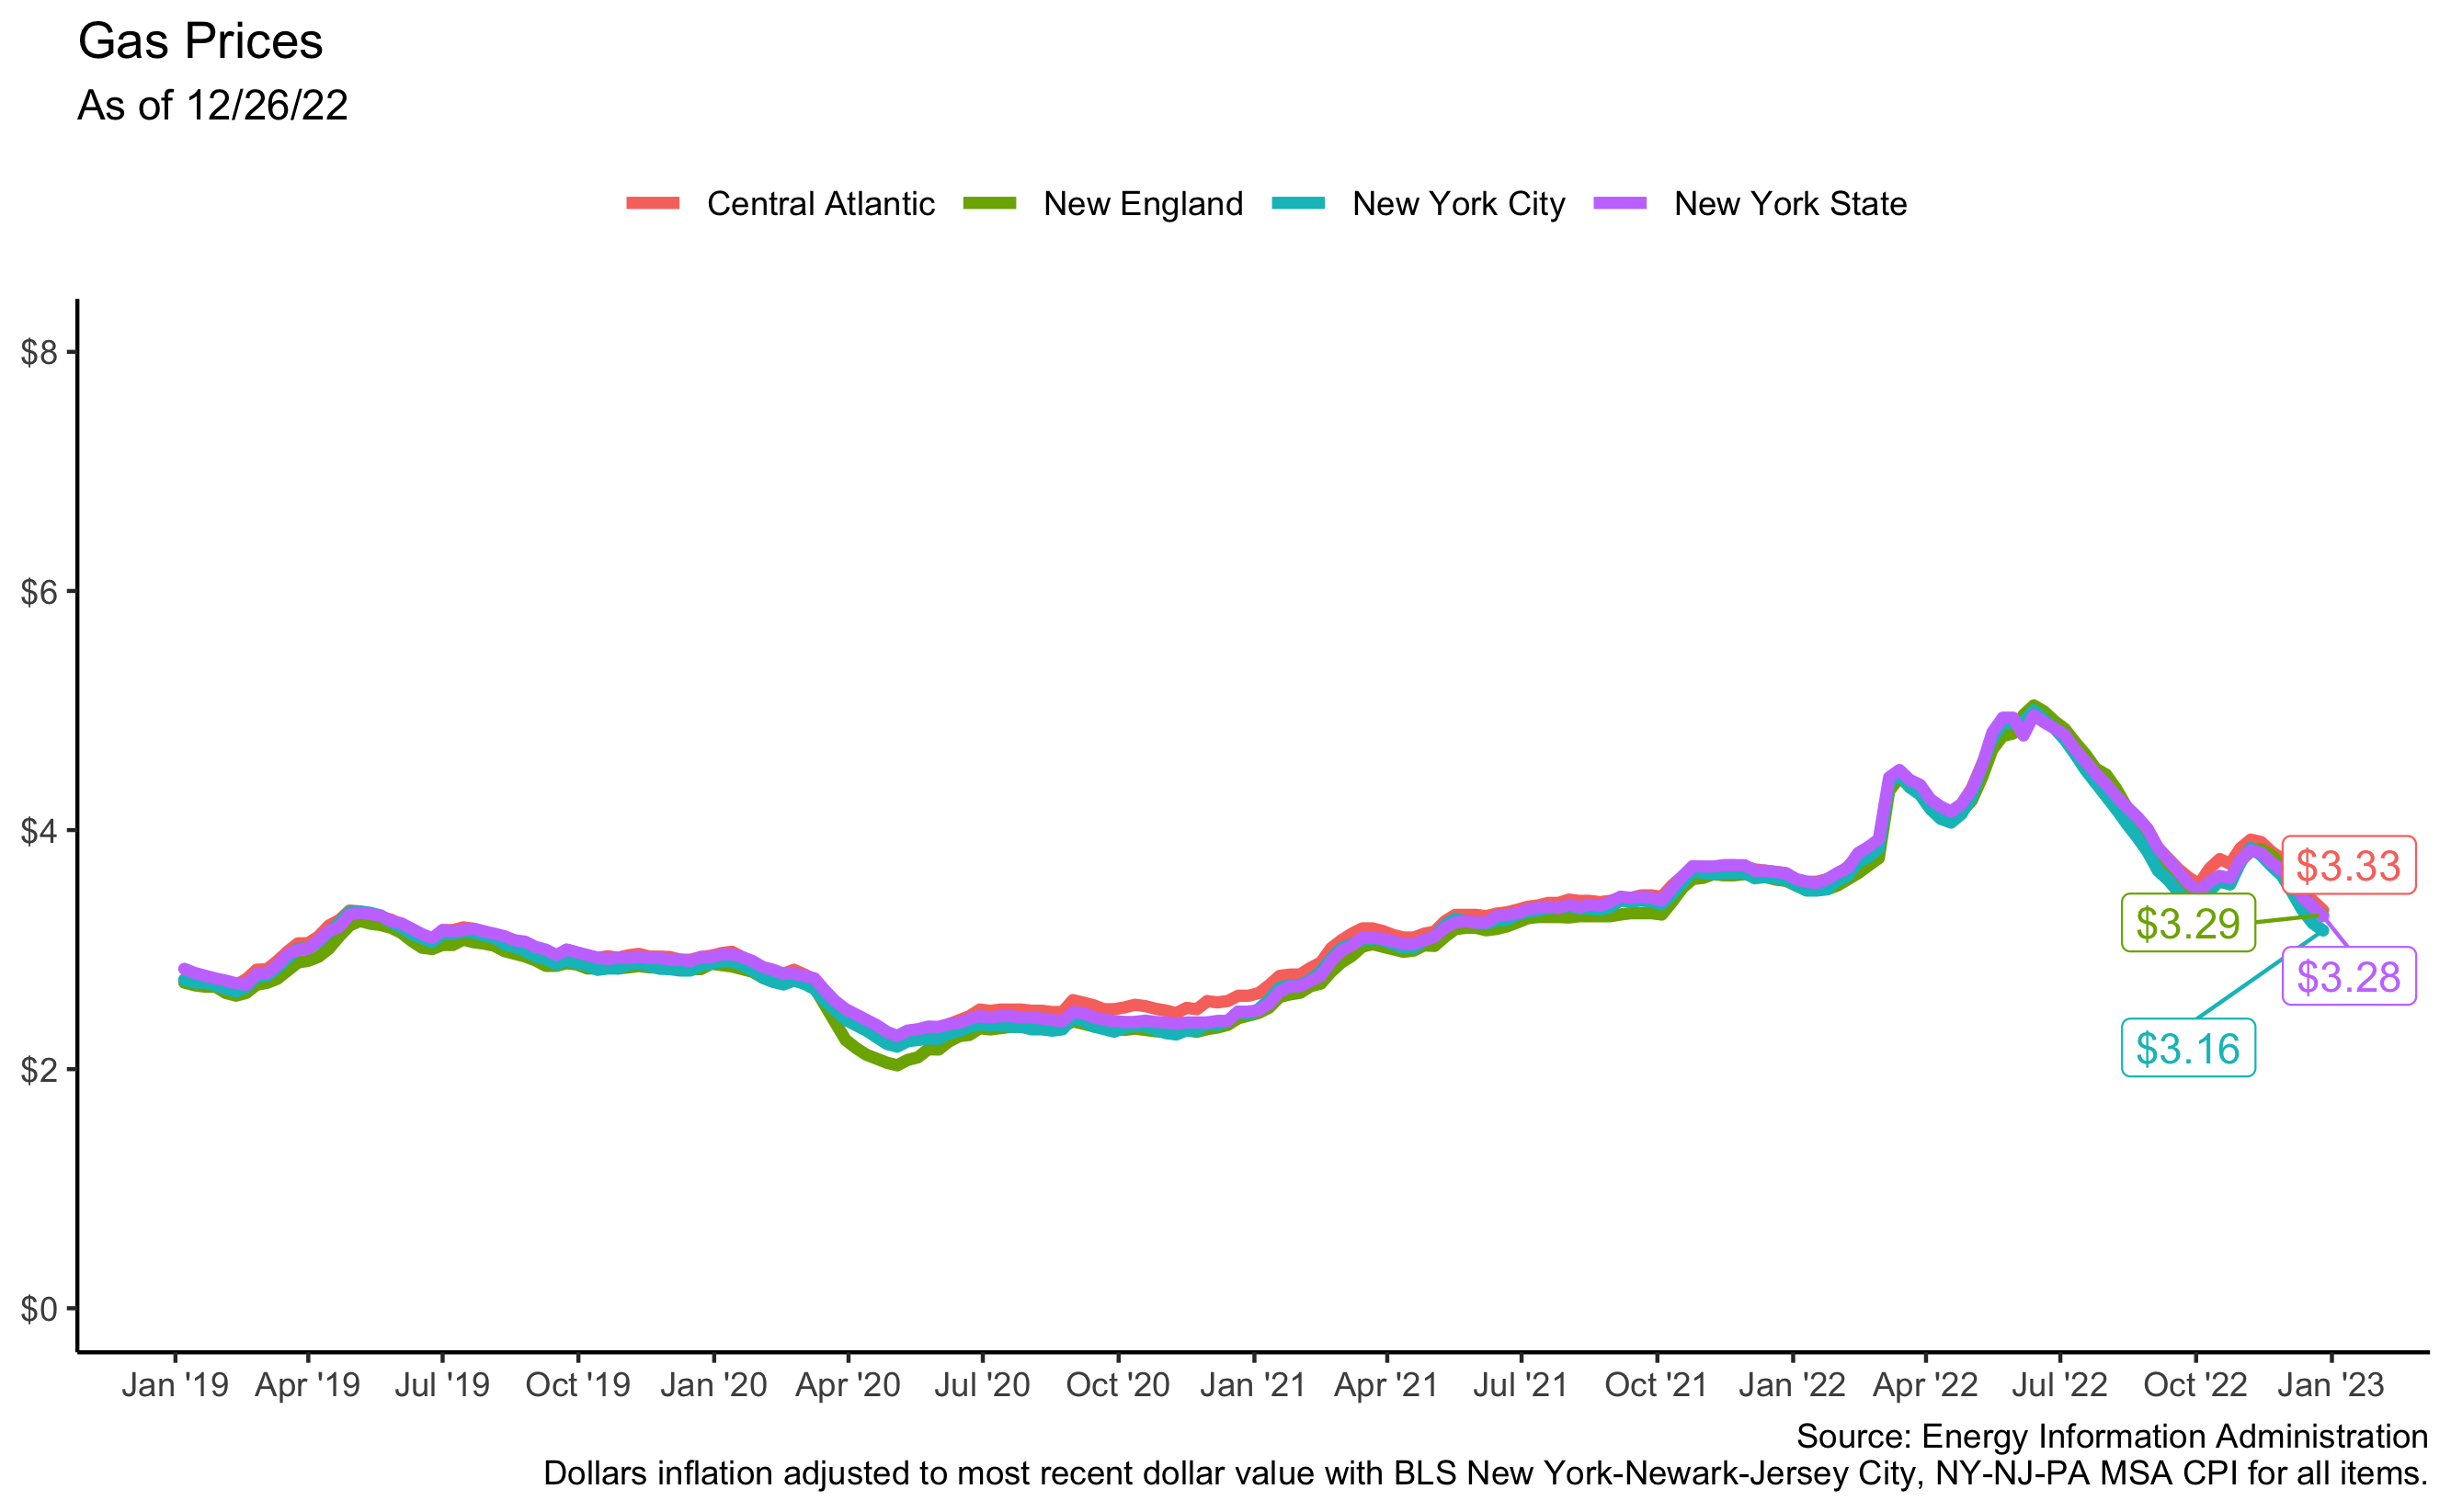 Gas Prices
As of 12/26/22
Central Atlantic New England New York City New York State
$8
$6
$4
$2
$0
$3.33
$3.29
$3.28
$3.16
Jan '19 Apr '19 Jul '19 Oct '19 Jan '20 Apr '20 Jul '20 Oct '20 Jan '21 Apr '21 Jul '21 Oct '21 Jan '22 Apr '22 Jul '22 Oct '22 Jan '23
Source: Energy Information Administration
Dollars inflation adjusted to most recent dollar value with BLS New York-Newark-Jersey City, NY-NJ-PA MSA CPI for all items.